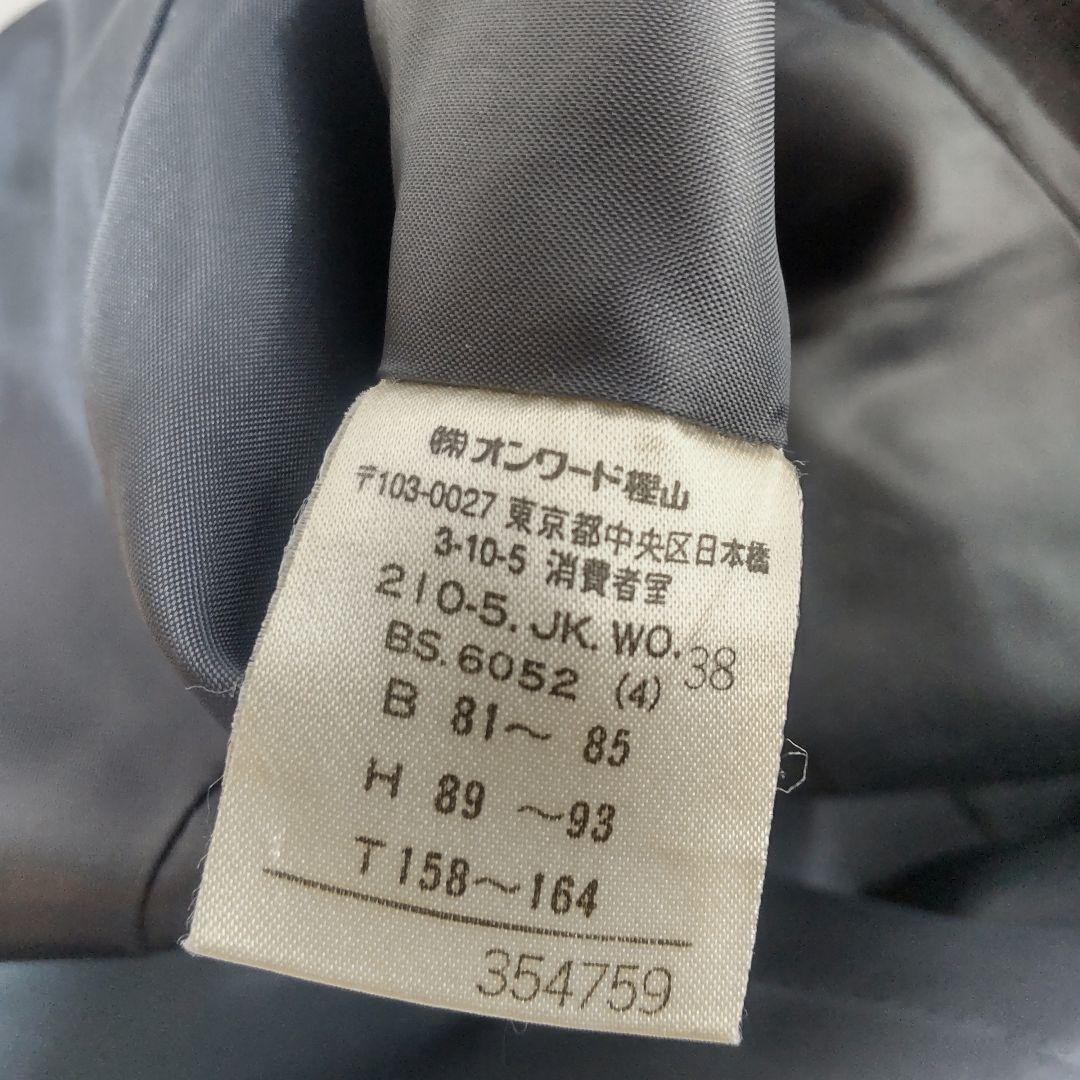 (株)オンワード樫山
〒103-0027 東京都中央区日本橋
3-10-5 消費者室
210-5.JK.WO.38
BS.6052 (4)
B 81～ 85
H 89 ～93
T 158～164
354759